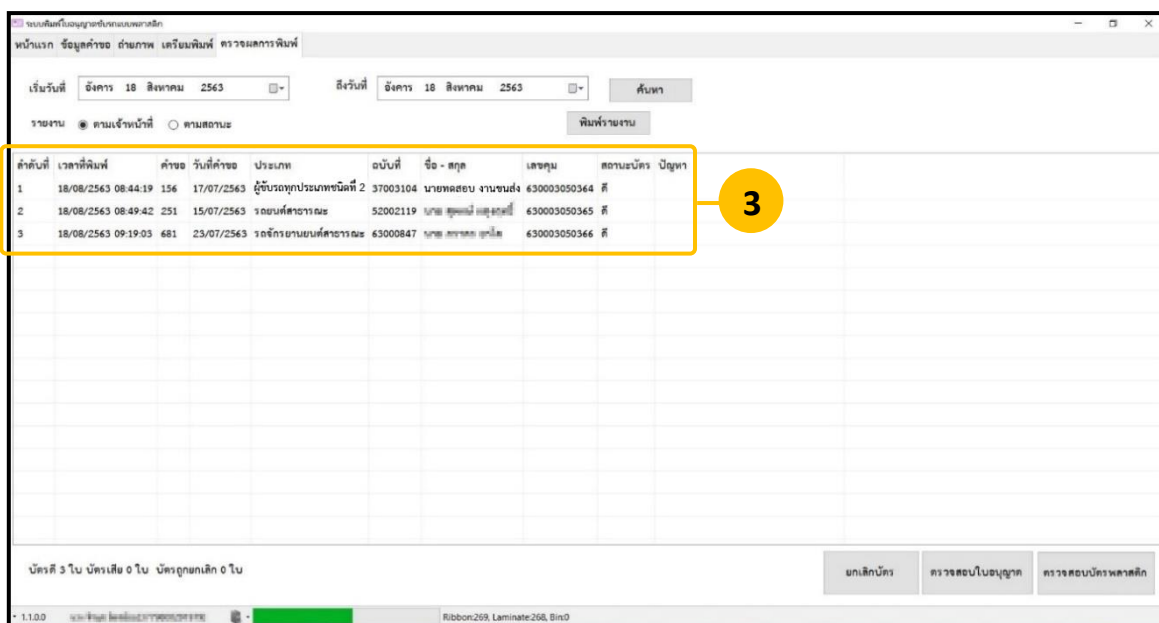 ระบบพิมพ์ใบอนุญาตขับรถแบบพลาสติก
หน้าแรก ข้อมูลคำขอ ถ่ายภาพ เตรียมพิมพ์ ตรวจผลการพิมพ์
เริ่มวันที่ อังคาร 18 สิงหาคม 2563 ถึงวันที่ อังคาร 18 สิงหาคม 2563 ค้นหา
รายงาน ตามเจ้าหน้าที่ ตามสถานะ พิมพ์รายงาน
ลำดับที่ เวลาที่พิมพ์ คำขอ วันที่คำขอ ประเภท ฉบับที่ ชื่อ - สกุล เลขคุม สถานะบัตร ปัญหา
1 18/08/2563 08:44:19 156 17/07/2563 ผู้ขับรถทุกประเภทชนิดที่ 2 37003104 นายทดสอบ งานขนส่ง 630003050364 ดี
2 18/08/2563 08:49:42 251 15/07/2563 รถยนต์สาธารณะ 52002119 นาย 630003050365 ดี
3 18/08/2563 09:19:03 681 23/07/2563 รถจักรยานยนต์สาธารณะ 63000847 นาย 630003050366 ดี
3
บัตรดี 3 ใบ บัตรเสีย 0 ใบ บัตรถูกยกเลิก 0 ใบ
ยกเลิกบัตร ตรวจสอบใบอนุญาต ตรวจสอบบัตรพลาสติก
1.1.0.0 Ribbon:269, Laminate:268, Bin:0